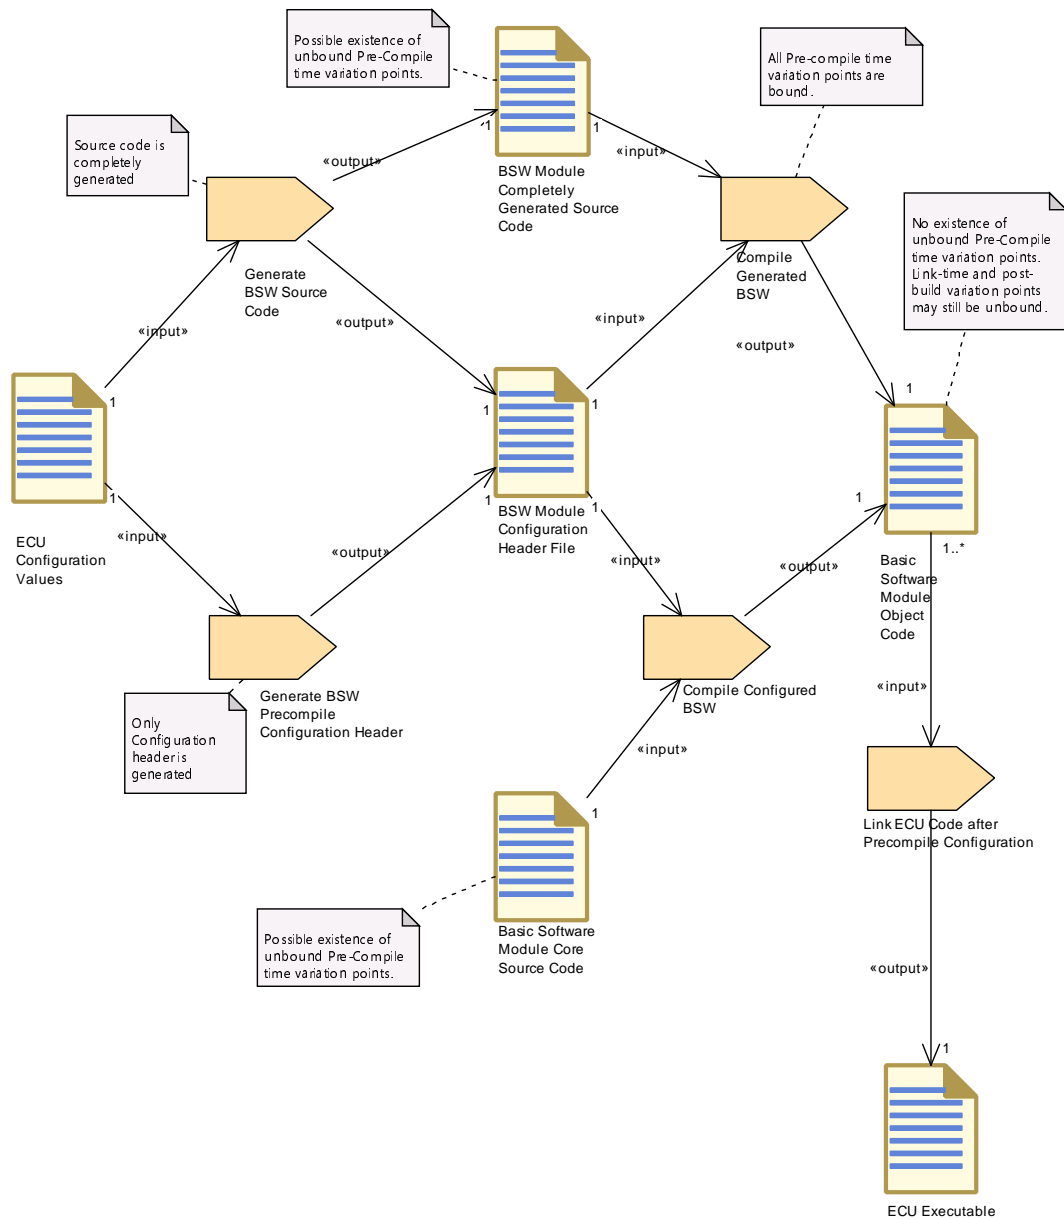 Possible existence of
unbound Pre-Compile
time variation points.
All Pre-compile time
variation points are
bound.
Source code is
completely
generated
«output»
1
1
«input»
BSW Module
Completely
Generated Source
Code
No existence of
unbound Pre-Compile
time variation points.
Link-time and post-
build variation points
may still be unbound.
Generate
BSW Source
Code
Compile
Generated
BSW
«input»
«output»
«input»
«output»
1
1
1
1
1
1
1
1
BSW Module
Configuration
Header File
«input»
«output»
ECU
Configuration
Values
«input»
«output»
1..*
Basic
Software
Module
Object
Code
Generate BSW
Precompile
Configuration Header
Compile Configured
BSW
«input»
Only
Configuration
header is
generated
«input»
1
Link ECU Code after
Precompile Configuration
Basic Software
Module Core
Source Code
Possible existence of
unbound Pre-Compile
time variation points.
«output»
1
ECU Executable